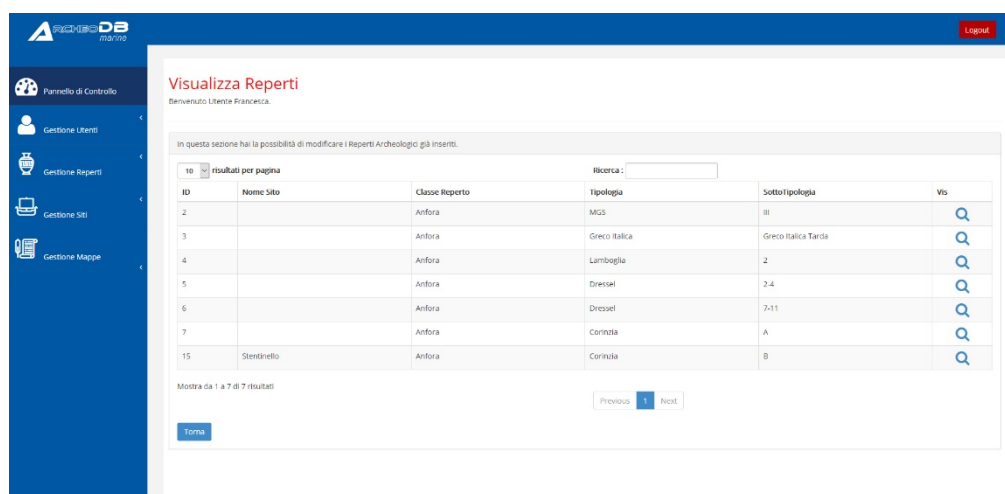 ARCHEODB
marino
Logout
Pannello di Controllo
Gestione Utenti
Gestione Reperti
Gestione Siti
Gestione Mappe
Visualizza Reperti
Benvenuto Utente Francesca.
In questa sezione hai la possibilità di modificare i Reperti Archeologici già inseriti.
10 risultati per pagina Ricerca :
ID Nome Sito Classe Reperto Tipologia SottoTipologia Vis
2 Anfora MGS III
3 Anfora Greco Italica Greco Italica Tarda
4 Anfora Lamboglia 2
5 Anfora Dressel 2-4
6 Anfora Dressel 7-11
7 Anfora Corinzia A
15 Stentinello Anfora Corinzia B
Mostra da 1 a 7 di 7 risultati
Previous 1 Next
Torna